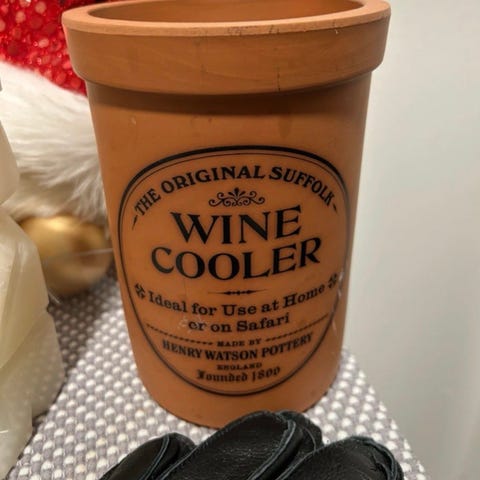 THE ORIGINAL SUFFOLK
WINE
COOLER
Ideal for Use at Home
er on Safari
MADE BY
HENRY WATSON POTTERY
ENGLAND
Founded 1800